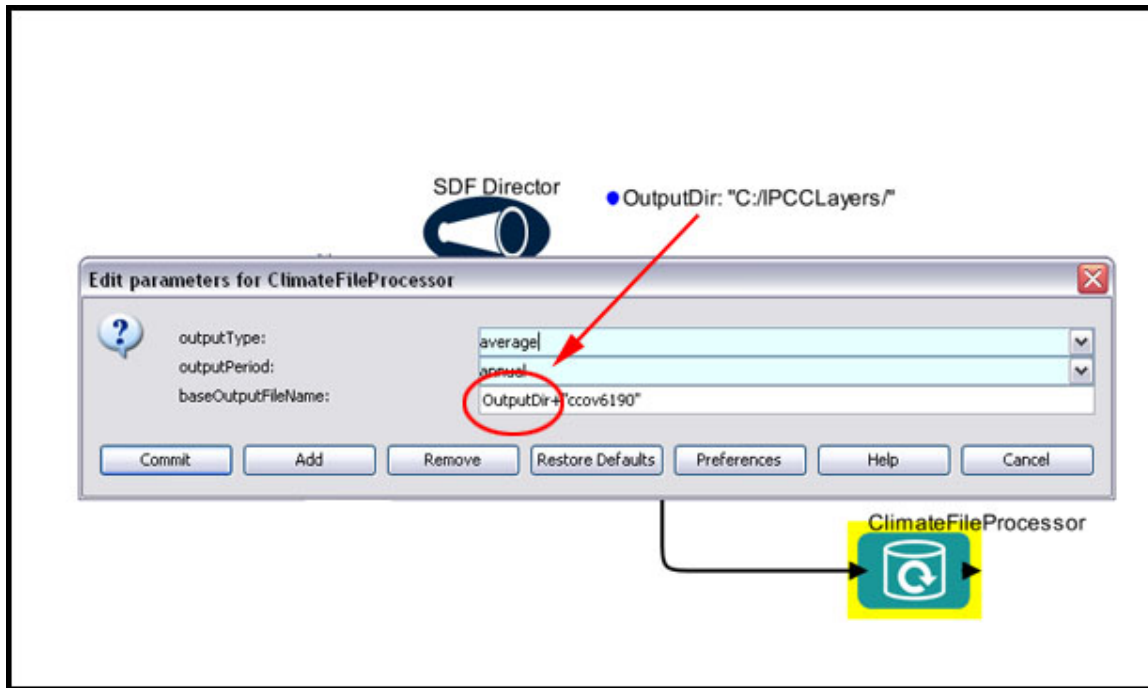 SDF Director
OutputDir: "C:/IPCCLayers/"
Edit parameters for ClimateFileProcessor
outputType:
average
outputPeriod:
annual
baseOutputFileName:
OutputDir+"ccov6190"
Commit
Add
Remove
Restore Defaults
Preferences
Help
Cancel
ClimateFileProcessor